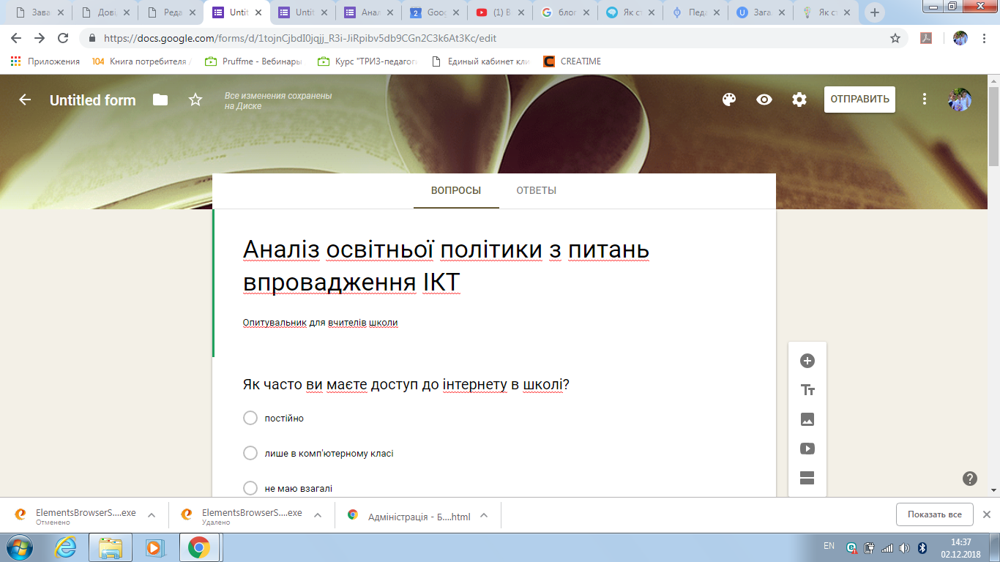 Зава
Дові
Реда
Untit
Untit
Анал
Goog
(1) В
блог
Як ст
Педа
Зага
Як ст
https://docs.google.com/forms/d/1tojnCjbdI0jqjj_R3i-JiRpibv5db9CGn2C3k6At3Kc/edit
Приложения
104 Книга потребителя /
Pruffme - Вебинары
Курс "ТРИЗ-педагог
Единый кабинет кли
CREATIME
Untitled form
Все изменения сохранены
на Диске
ОТПРАВИТЬ
ВОПРОСЫ
ОТВЕТЫ
Аналіз освітньої політики з питань
впровадження ІКТ
Опитувальник для вчителів школи
Як часто ви маєте доступ до інтернету в школі?
постійно
лише в комп'ютерному класі
не маю взагалі
ElementsBrowserS....exe
Отменено
ElementsBrowserS....exe
Удалено
Адміністрація - Б....html
Показать все
EN
14:37
02.12.2018